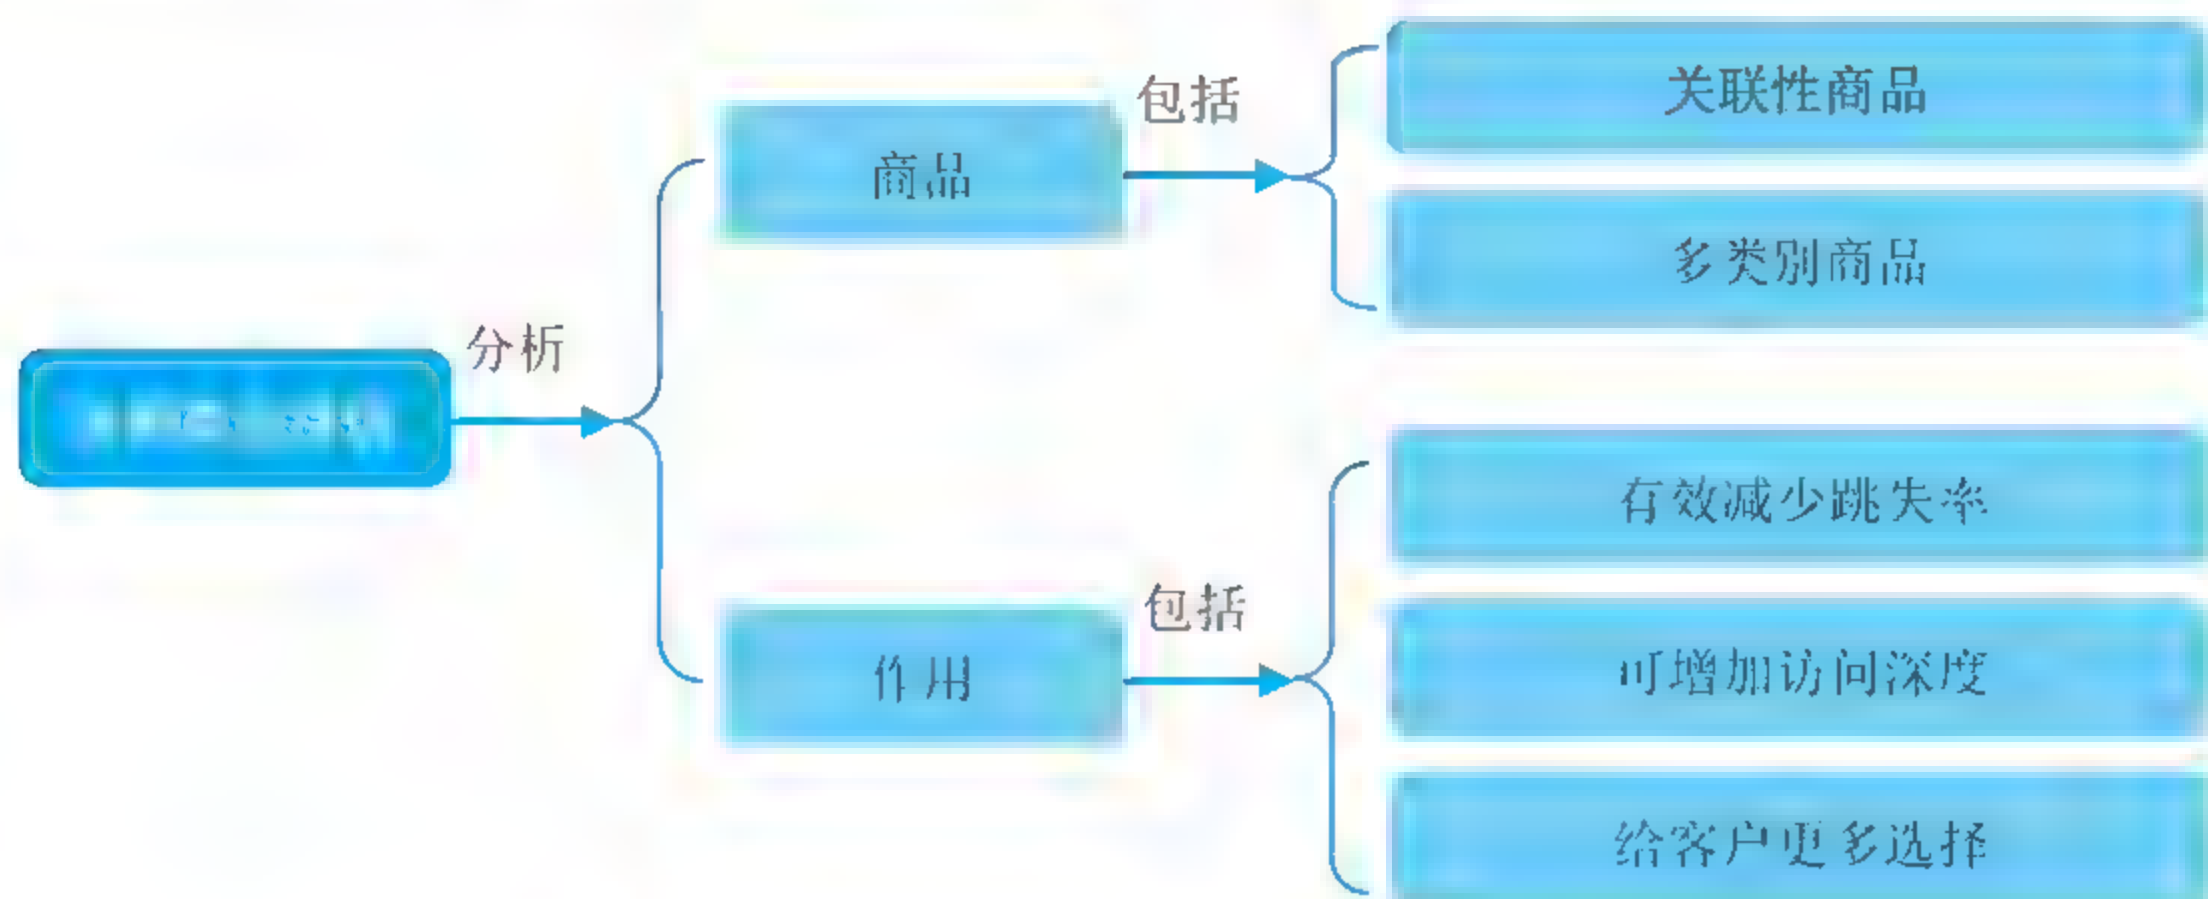 分析
商品
包括
关联性商品
多类别商品
作用
包括
有效减少跳失率
可增加访问深度
给客户更多选择